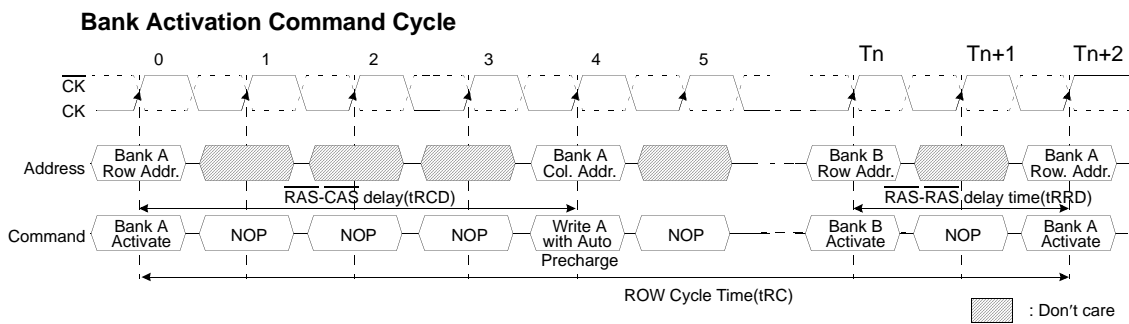 Bank Activation Command Cycle
0 1 2 3 4 5 Tn Tn+1 Tn+2
CK
CK
Address
Bank A
Row Addr.
Bank A
Col. Addr.
Bank B
Row Addr.
Bank A
Row. Addr.
RAS-CAS delay(tRCD)
RAS-RAS delay time(tRRD)
Command
Bank A
Activate
NOP
NOP
NOP
Write A
with Auto
Precharge
NOP
Bank B
Activate
NOP
Bank A
Activate
ROW Cycle Time(tRC)
: Don't care